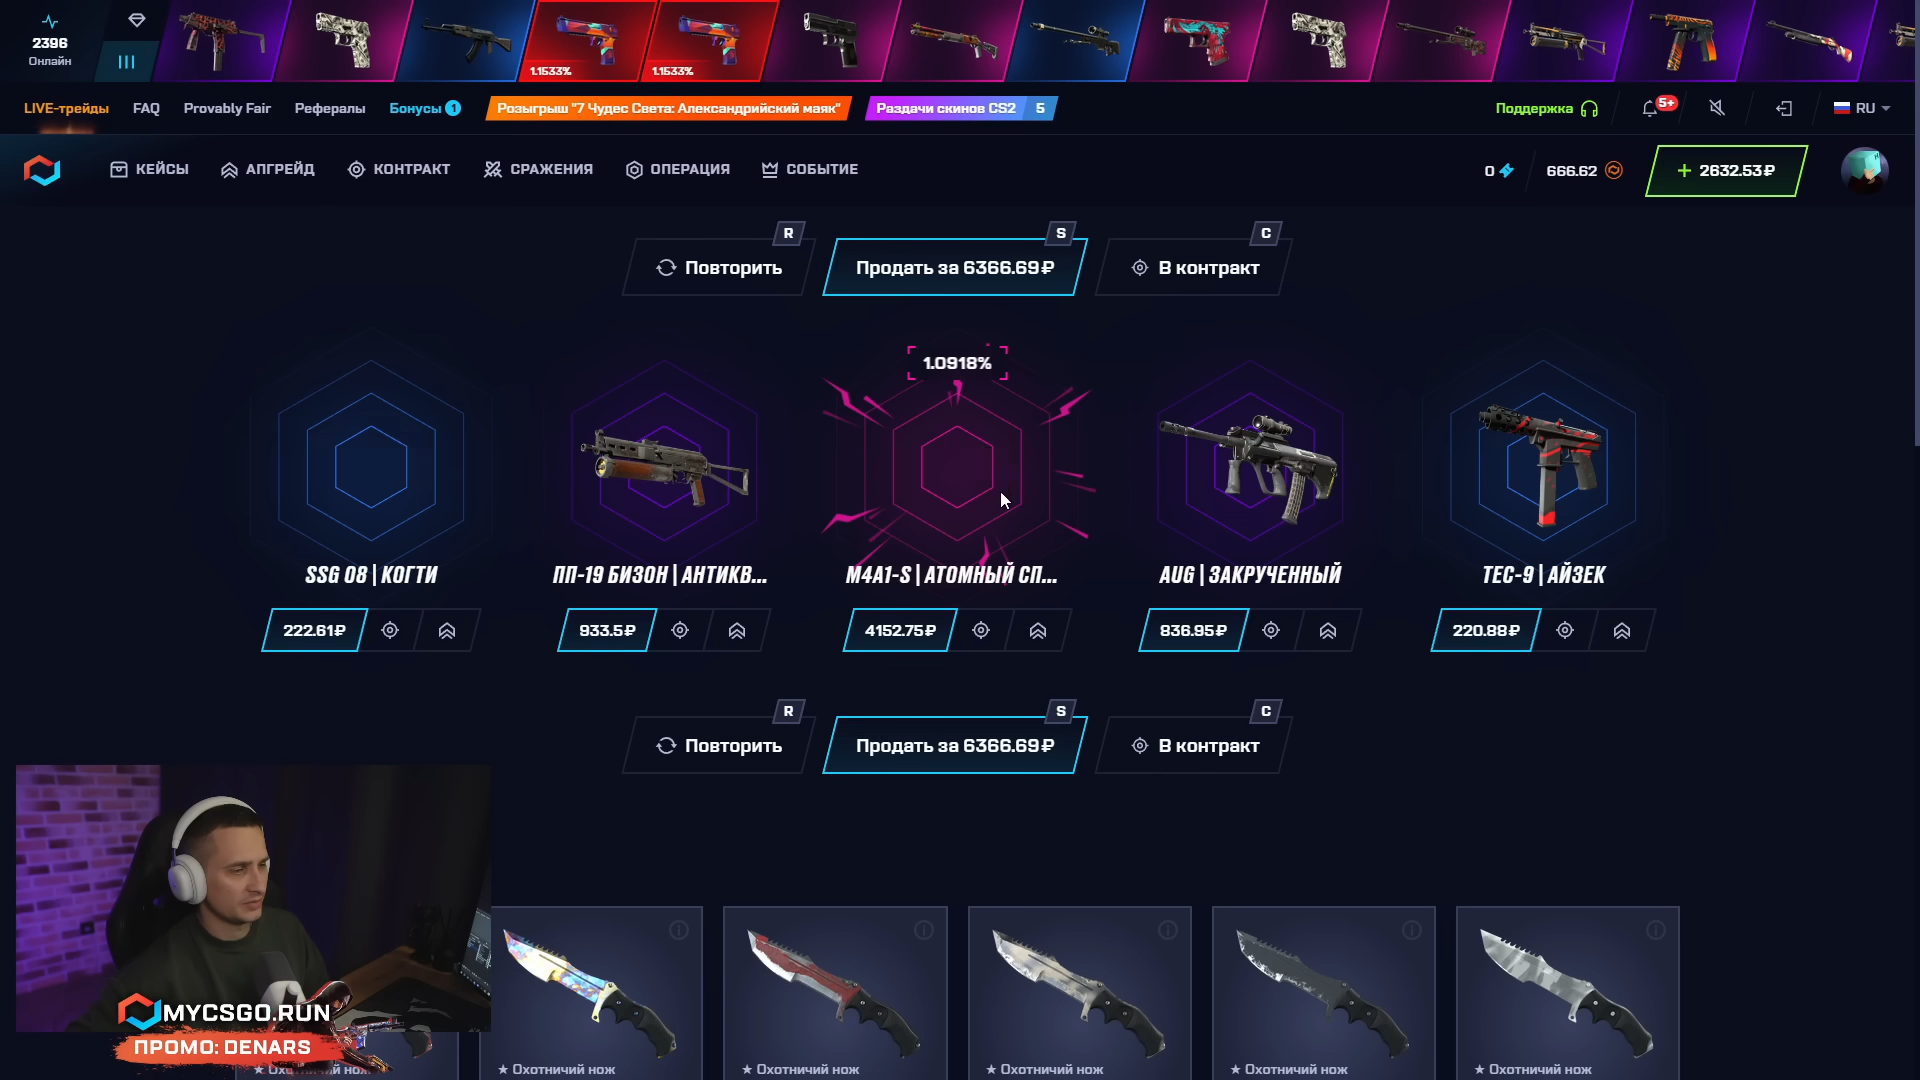 2396
Онлайн
1.1533%
1.1533%
LIVE-трейды
FAQ
Provably Fair
Рефералы
Бонусы 1
Розыгрыш "7 Чудес Света: Александрийский маяк"
Раздачи скинов CS2 5
Поддержка
5+
RU
КЕЙСЫ
АПГРЕЙД
КОНТРАКТ
СРАЖЕНИЯ
ОПЕРАЦИЯ
СОБЫТИЕ
0
666.62
+ 2632.53₽
R
S
C
Повторить
Продать за 6366.69₽
В контракт
1.0918%
SSG 08 | КОГТИ
ПП-19 БИЗОН | АНТИКВ...
M4A1-S | АТОМНЫЙ СП...
AUG | ЗАКРУЧЕННЫЙ
TEC-9 | АЙЗЕК
222.61₽
933.5₽
4152.75₽
836.95₽
220.88₽
R
S
C
Повторить
Продать за 6366.69₽
В контракт
MYCSGO.RUN
ПРОМО: DENARS
★ Охотничий нож
★ Охотничий нож
★ Охотничий нож
★ Охотничий нож
★ Охотничий нож